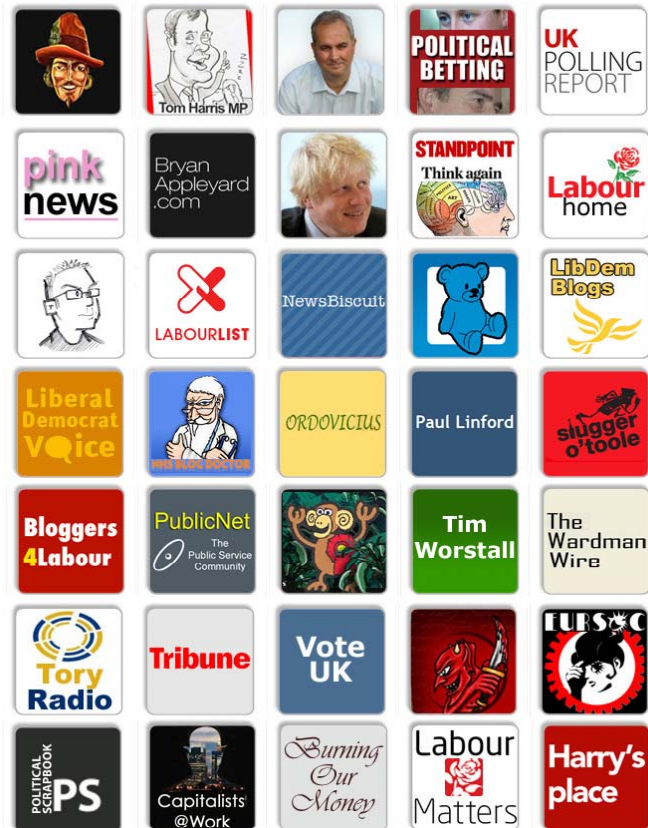 Tom Harris MP
POLITICAL
BETTING
UK
POLLING
REPORT
pink
news
Bryan
Appleyard
.com
STANDPOINT
Think again
Labour
home
LABOURLIST
NewsBiscuit
LibDem
Blogs
Liberal
Democrat
Voice
NHS BLOG DOCTOR
ORDOVICIUS
Paul Linford
slugger
o'toole
Bloggers
4Labour
PublicNet
The
Public Service
Community
Tim
Worstall
The
Wardman
Wire
Tory
Radio
Tribune
Vote
UK
EURSOC
POLITICAL
SCRAPBOOK
PS
Capitalists
@Work
Burning
Our
Money
Labour
Matters
Harry's
place